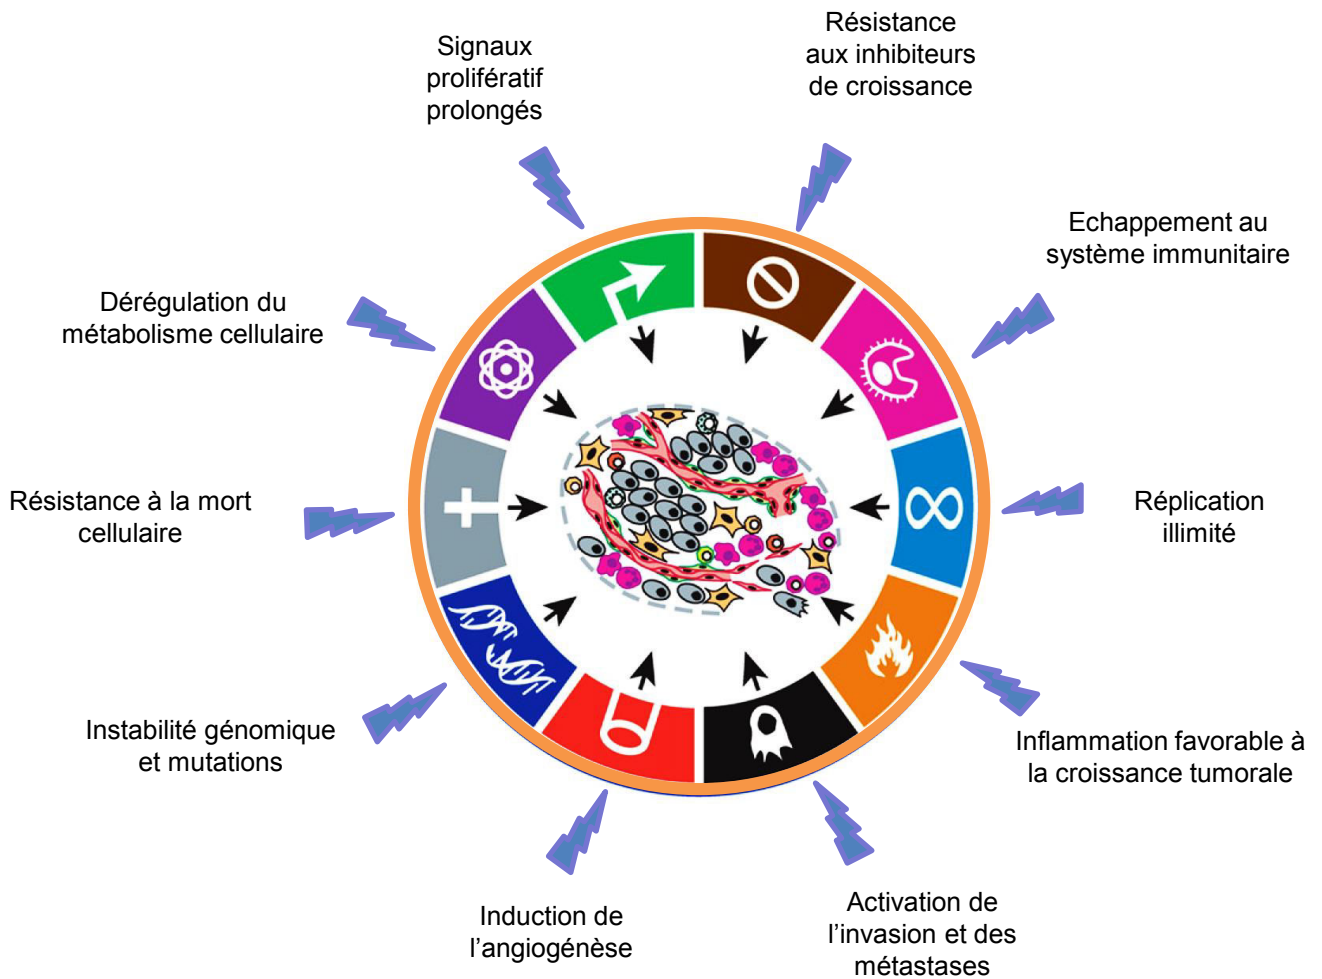 Signaux
prolifératif
prolongés
Résistance
aux inhibiteurs
de croissance
Echappement au
système immunitaire
Dérégulation du
métabolisme cellulaire
Résistance à la mort
cellulaire
Réplication
illimité
Instabilité génomique
et mutations
Inflammation favorable à
la croissance tumorale
Induction de
l’angiogénèse
Activation de
l’invasion et des
métastases